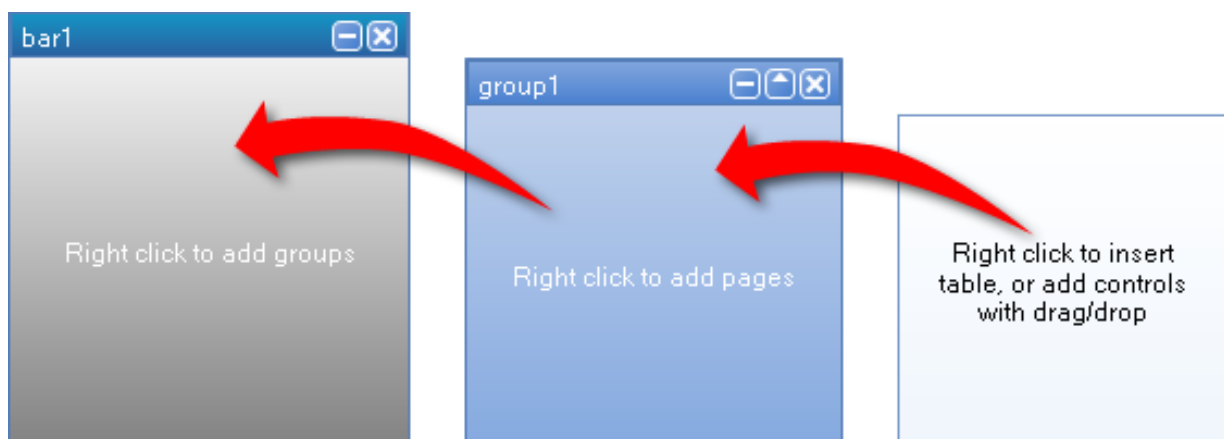 bar1
Right click to add groups
group1
Right click to add pages
Right click to insert
table, or add controls
with drag/drop